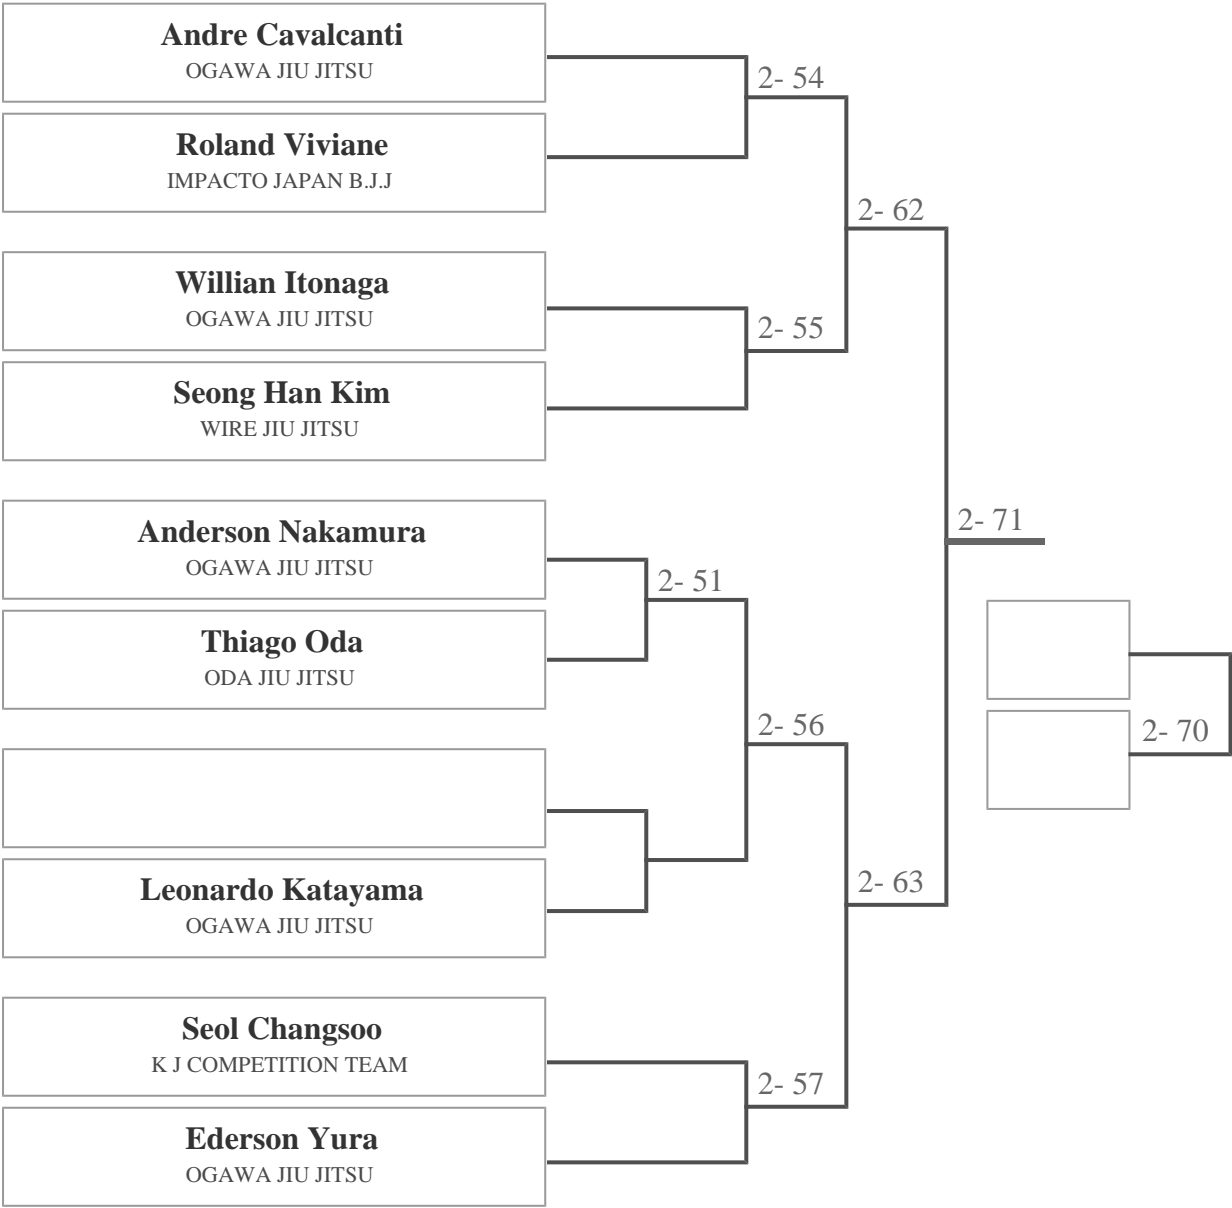 Andre Cavalcanti
OGAWA JIU JITSU
2- 54
Roland Viviane
IMPACTO JAPAN B.J.J
2- 62
Willian Itonaga
OGAWA JIU JITSU
2- 55
Seong Han Kim
WIRE JIU JITSU
2- 71
Anderson Nakamura
OGAWA JIU JITSU
2- 51
Thiago Oda
ODA JIU JITSU
2- 56
2- 70
Leonardo Katayama
OGAWA JIU JITSU
2- 63
Seol Changsoo
K J COMPETITION TEAM
2- 57
Ederson Yura
OGAWA JIU JITSU